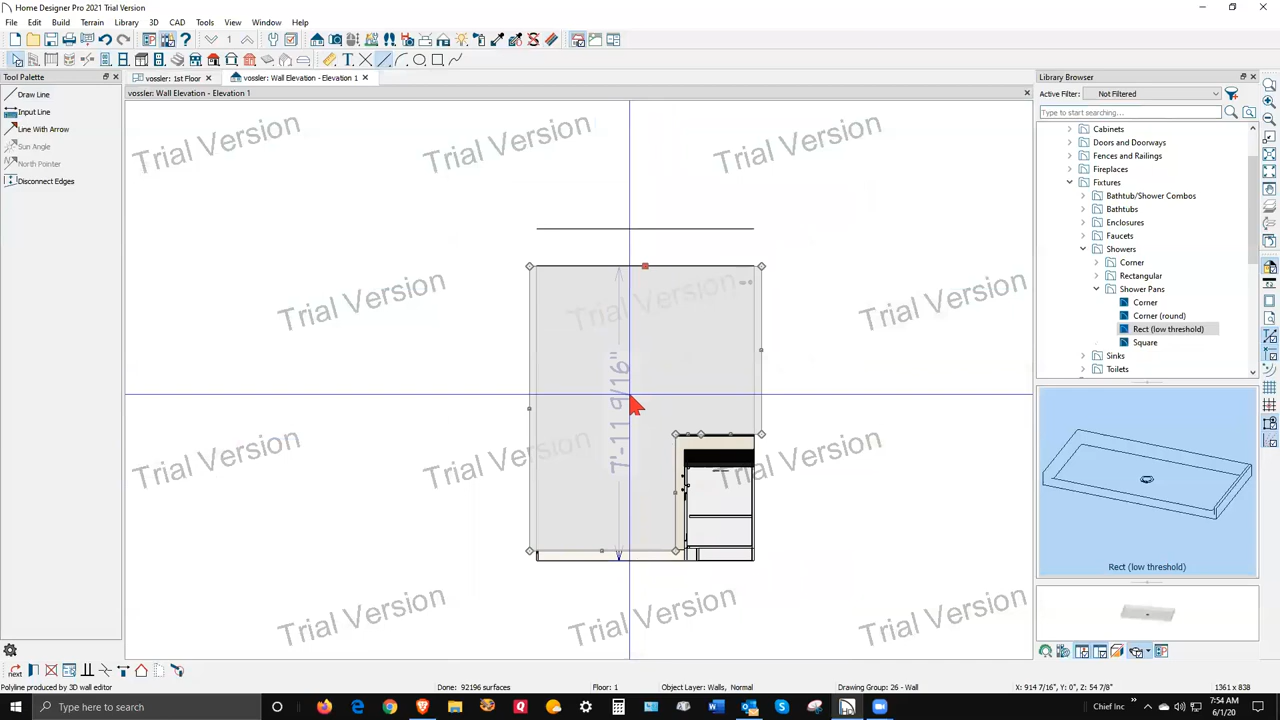 Home Designer Pro 2021 Trial Version
File Edit Build Terrain Library 3D CAD Tools View Window Help
1
Tool Palette
vossler: 1st Floor
vossler: Wall Elevation - Elevation 1
Library Browser
vossler: Wall Elevation - Elevation 1
Active Filter: Not Filtered
Draw Line
Type to start searching...
Input Line
Cabinets
Line With Arrow
Doors and Doorways
Sun Angle
Fences and Railings
North Pointer
Fireplaces
Disconnect Edges
Fixtures
Bathtub/Shower Combos
Bathtubs
Enclosures
Faucets
Showers
Corner
Rectangular
Shower Pans
Corner
Corner (round)
Rect (low threshold)
Square
Sinks
Toilets
Trial Version Trial Version Trial Version
Trial Version Trial Version Trial Version
7'-11 9/16"
Trial Version Trial Version Trial Version
Trial Version Trial Version Trial Version
Rect (low threshold)
next
Polyline produced by 3D wall editor
Done: 92196 surfaces
Floor: 1
Object Layer: Walls, Normal
Drawing Group: 26 - Wall
X: 914 7/16", Y: 0", Z: 54 7/8"
1361 x 838
Type here to search
Chief Inc
7:54 AM
6/1/20